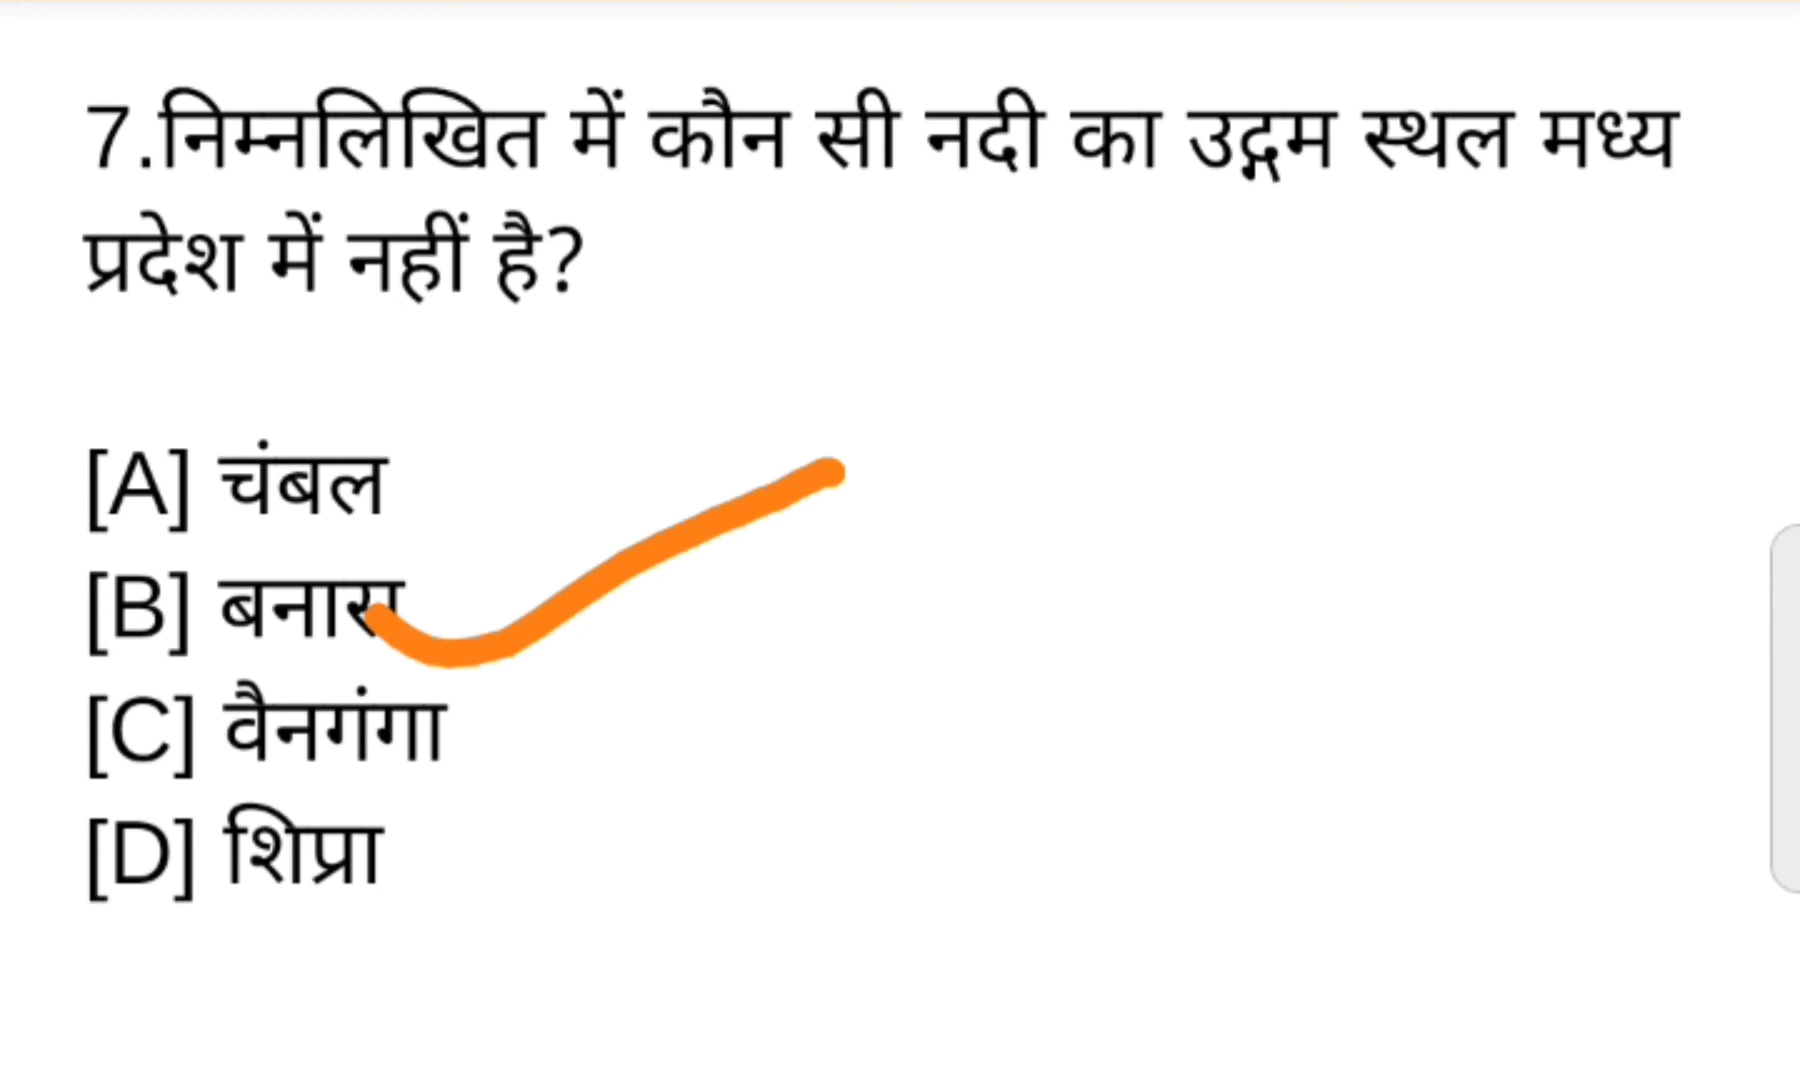 7.निम्नलिखित में कौन सी नदी का उद्गम स्थल मध्य
प्रदेश में नहीं है?
[A] चंबल
[B] बनास
[C] वैनगंगा
[D] शिप्रा